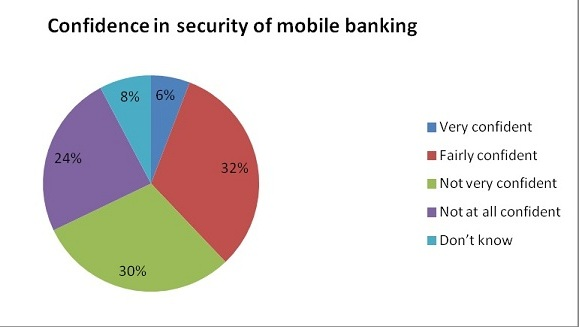 Confidence in security of mobile banking
8%
6%
24%
32%
30%
Very confident
Fairly confident
Not very confident
Not at all confident
Don’t know